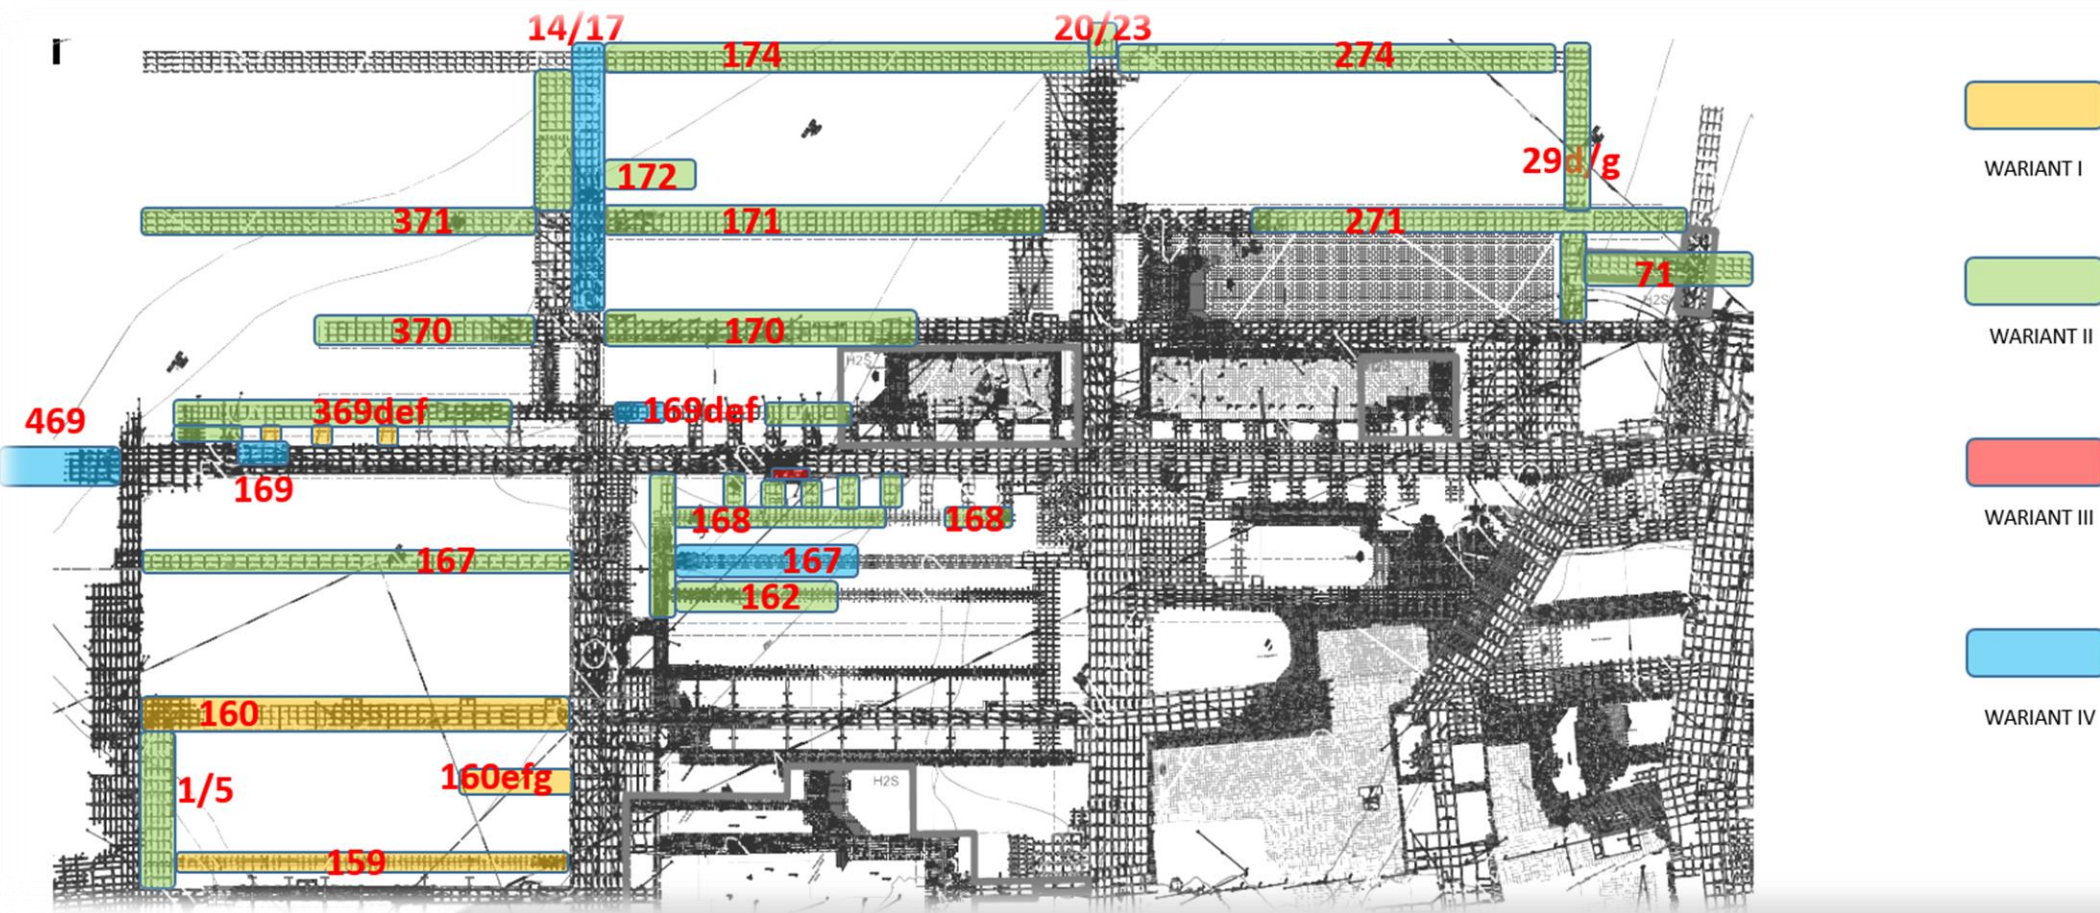 14/17
20/23
174
274
WARIANT I
29d/g
172
371
171
271
71
H2S
WARIANT II
370
170
H2S
369def
169def
469
169
168
168
WARIANT III
167
167
162
160
WARIANT IV
160efg
H2S
1/5
159